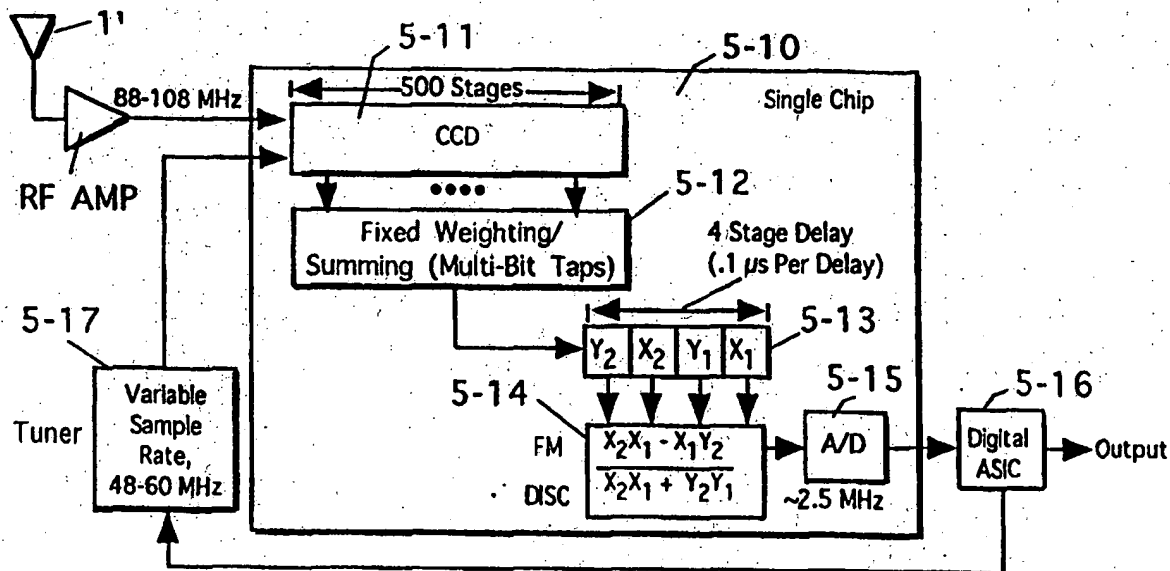 1'
5-11
5-10
88-108 MHz
500 Stages
Single Chip
CCD
RF AMP
5-12
Fixed Weighting/
Summing (Multi-Bit Taps)
4 Stage Delay
(.1 µs Per Delay)
5-17
5-13
Y2 X2 Y1 X1
Variable
Sample
Rate,
48-60 MHz
Tuner
5-14
5-15
5-16
FM
DISC
X2X1 - X1Y2
X2X1 + Y2Y1
A/D
~2.5 MHz
Digital
ASIC
Output